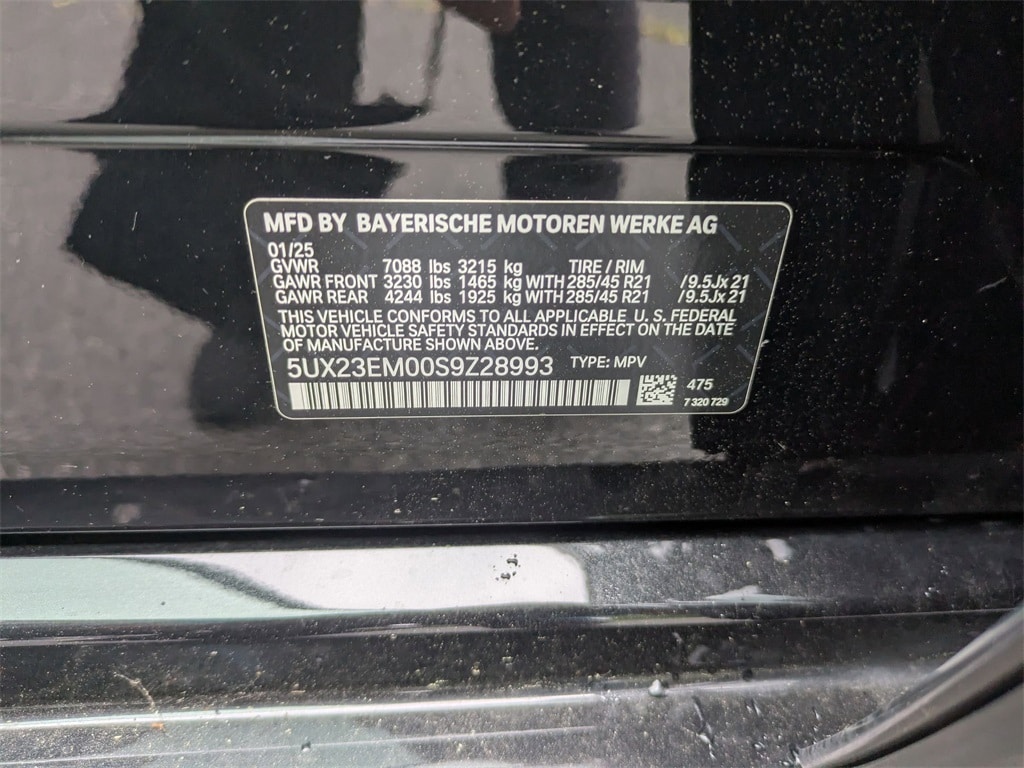 MFD BY BAYERISCHE MOTOREN WERKE AG
01/25
GVWR 7088 lbs 3215 kg TIRE / RIM
GAWR FRONT 3230 lbs 1465 kg WITH 285/45 R21 /9.5Jx 21
GAWR REAR 4244 lbs 1925 kg WITH 285/45 R21 /9.5Jx 21
THIS VEHICLE CONFORMS TO ALL APPLICABLE U. S. FEDERAL
MOTOR VEHICLE SAFETY STANDARDS IN EFFECT ON THE DATE
OF MANUFACTURE SHOWN ABOVE.
5UX23EM00S9Z28993 TYPE: MPV
475
7 320 729